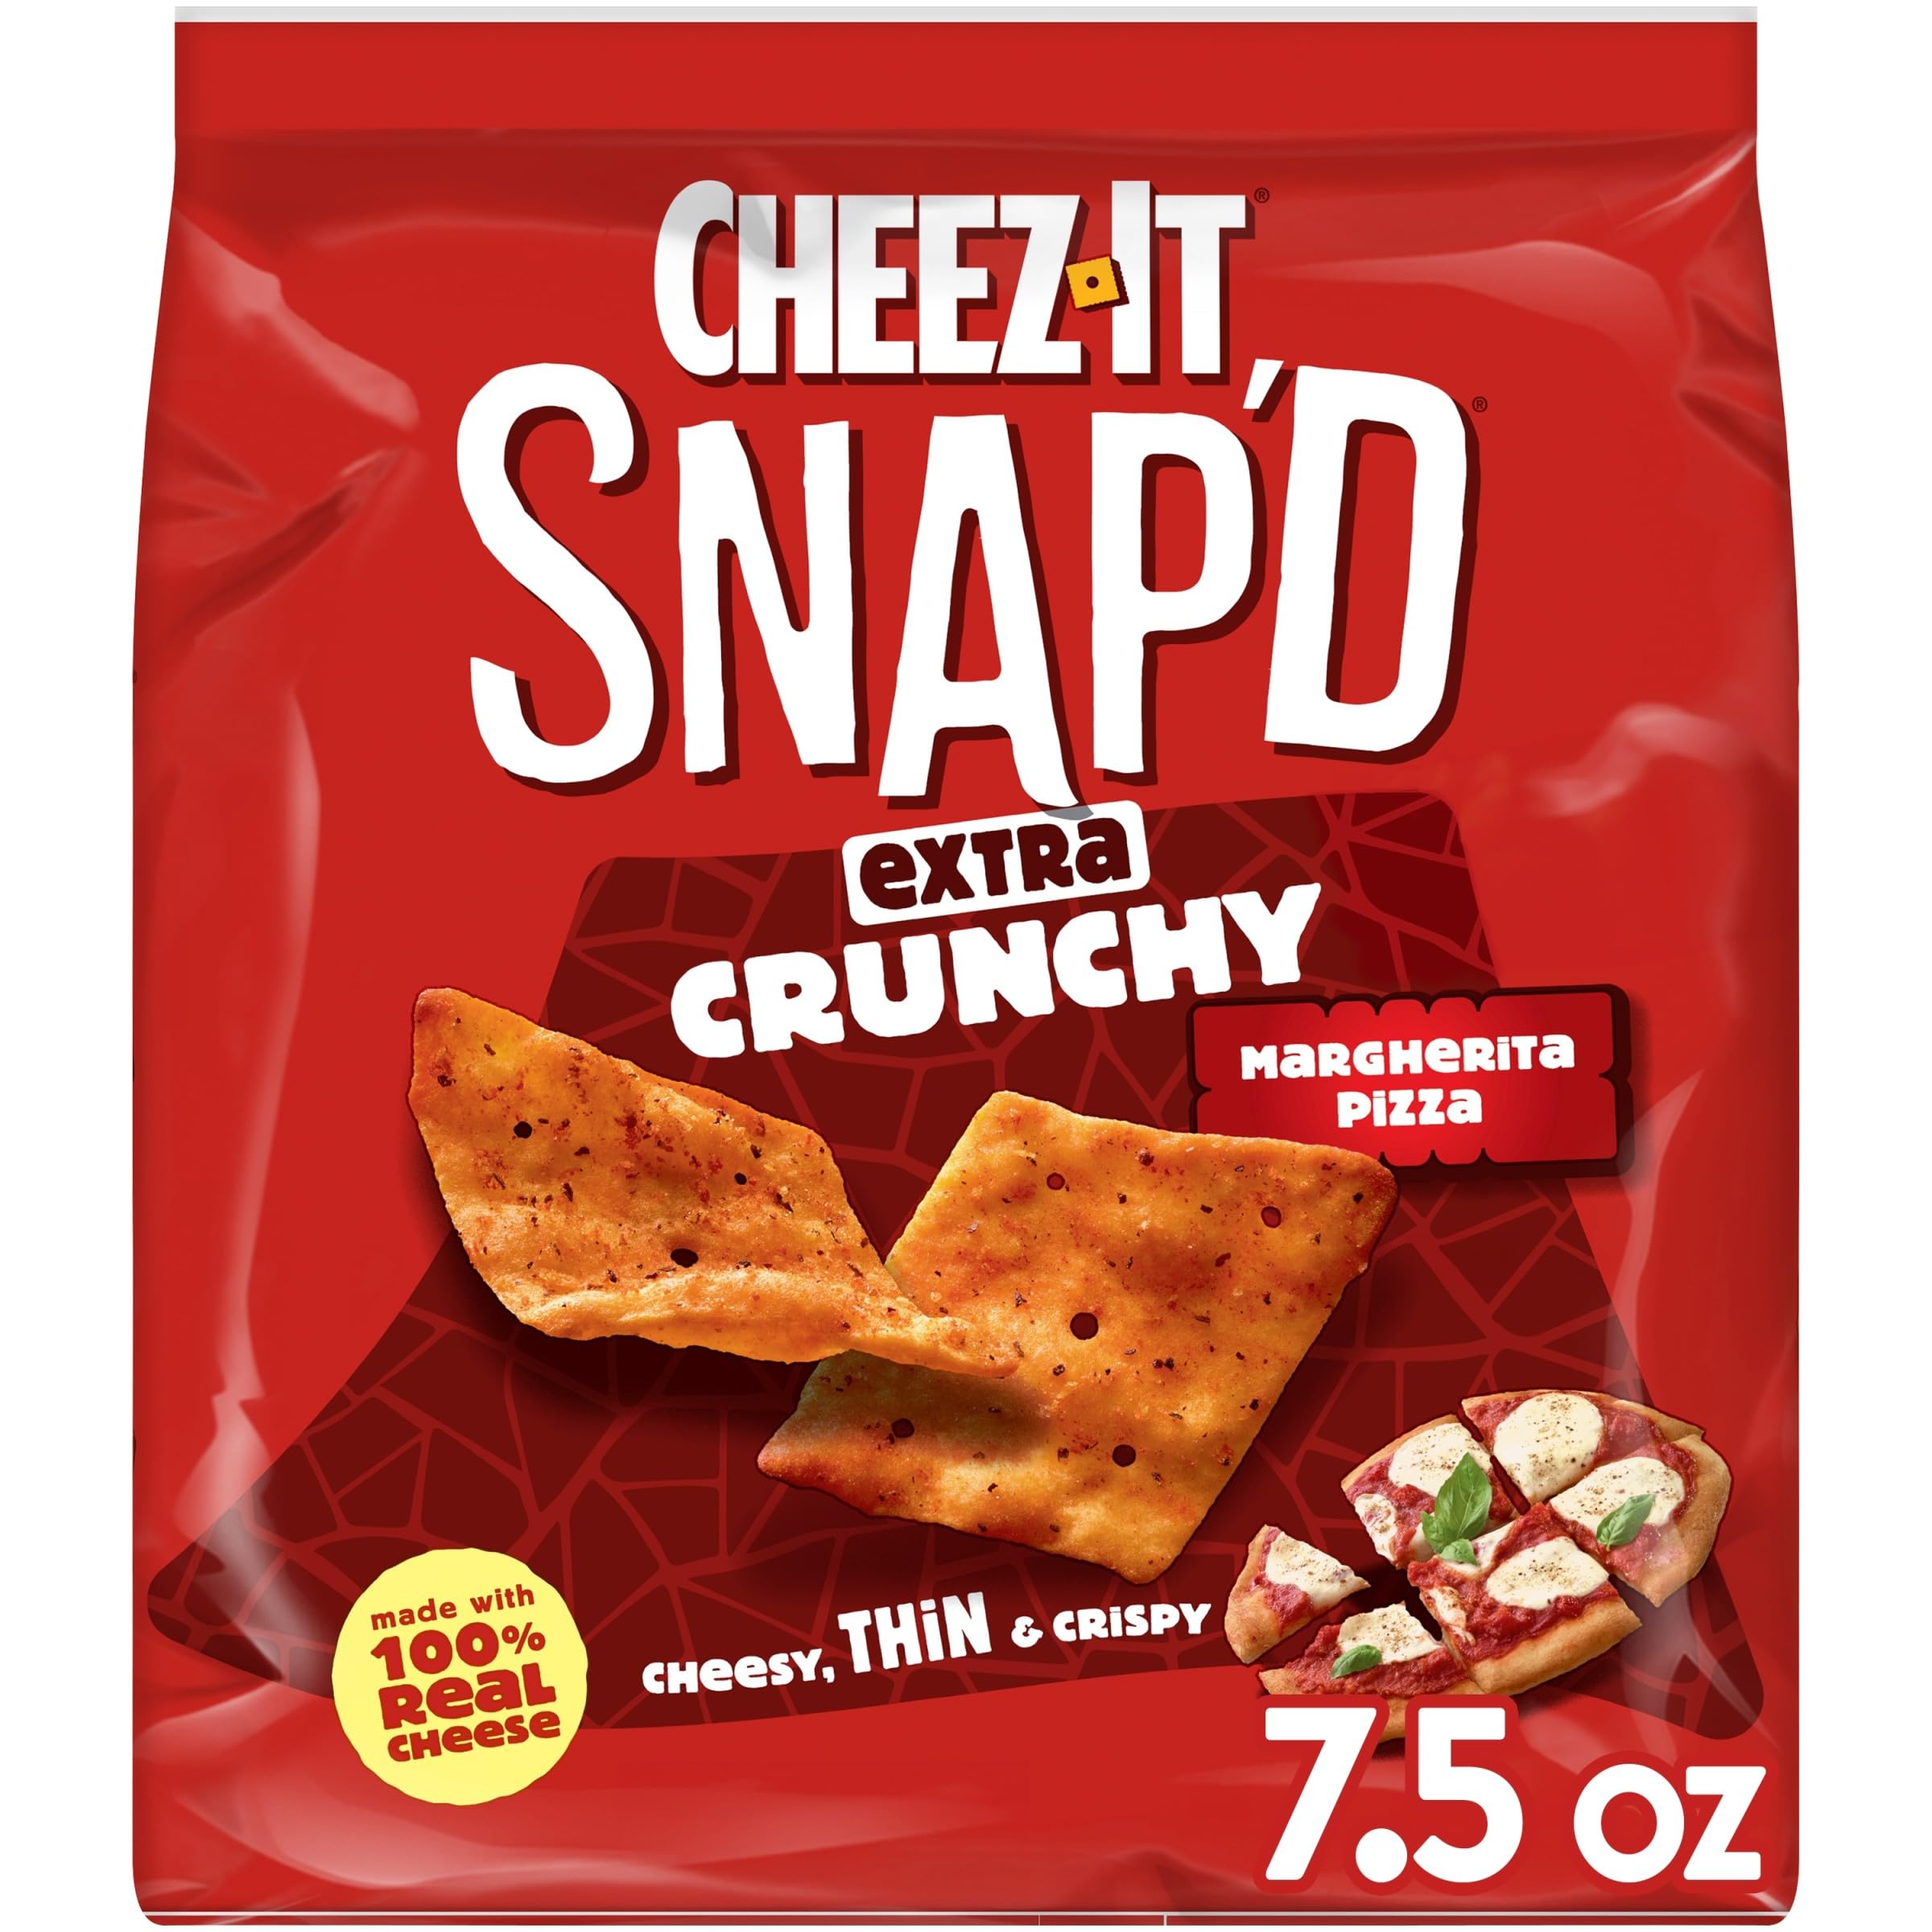 CHEEZ-IT®
SNAP'D®
extra
CRUNCHY
Margherita
Pizza
made with
100%
Real
cheese
cheesy, THiN & CRiSPY
7.5 oz